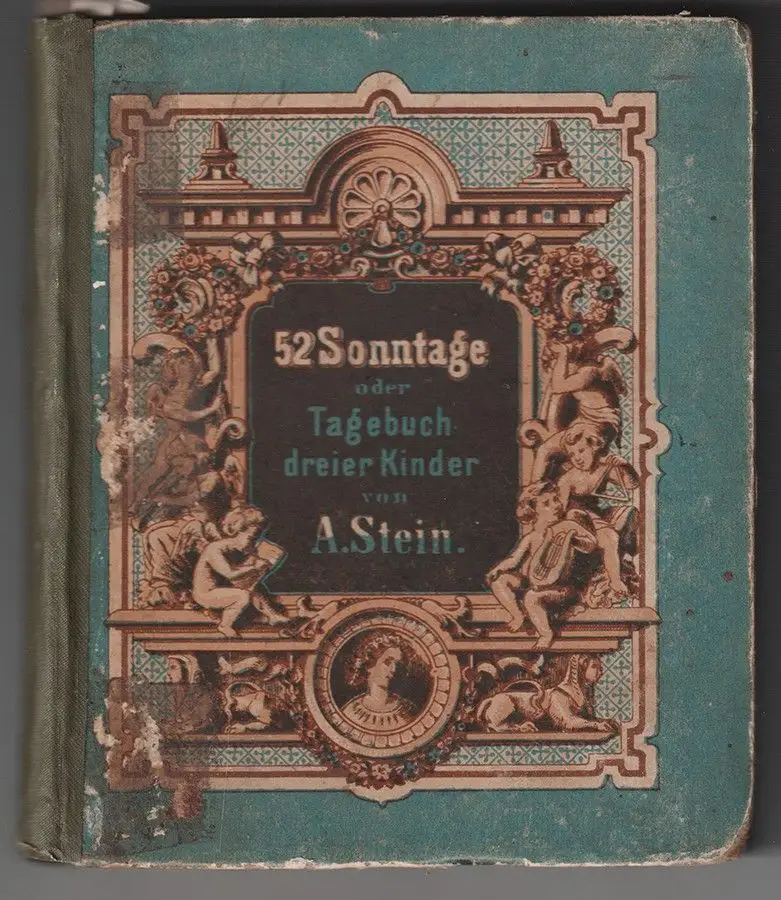 52 Sonntage
oder
Tagebuch
dreier Kinder
von
A. Stein.